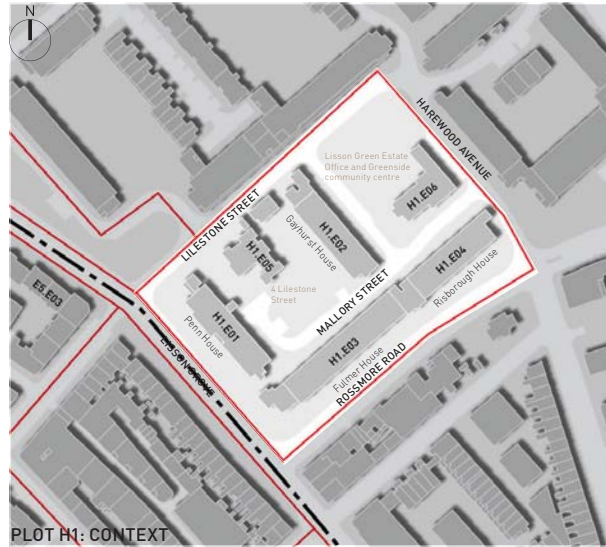 N
HAREWOOD AVENUE
Lisson Green Estate
Office and Greenside
community centre
H1.E06
LILESTONE STREET
H1.E02
Gayhurst House
H1.E05
H1.E04
Risborough House
4 Lilestone
Street
MALLORY STREET
E5.E03
H1.E01
Penn House
H1.E03
Fulmer House
ROSSMORE ROAD
LISSON GROVE
PLOT H1: CONTEXT